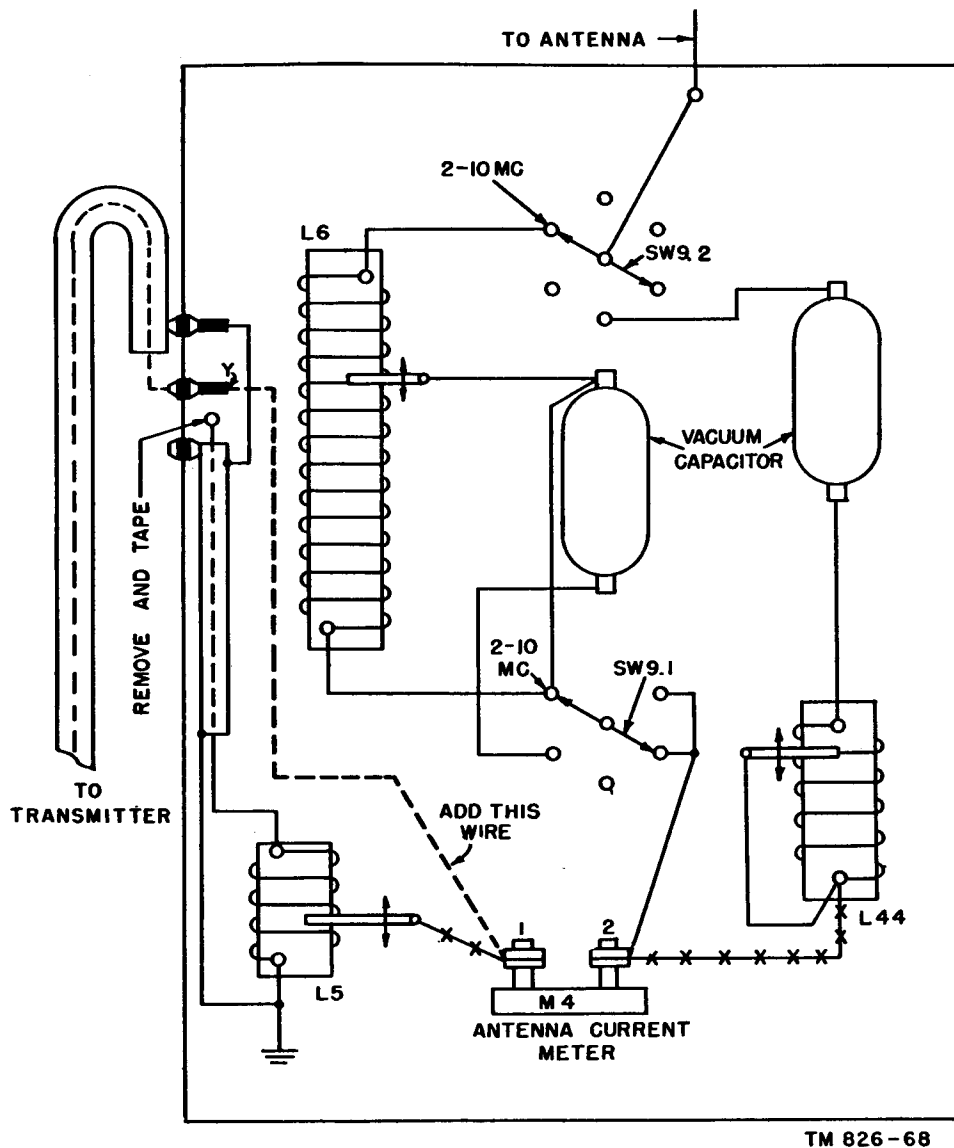 TO ANTENNA
2-10 MC
L6
SW9.2
Y
VACUUM
CAPACITOR
REMOVE AND TAPE
2-10
MC
SW9.1
TO
TRANSMITTER
ADD THIS
WIRE
L44
1
2
L5
M4
ANTENNA CURRENT
METER
TM 826-68